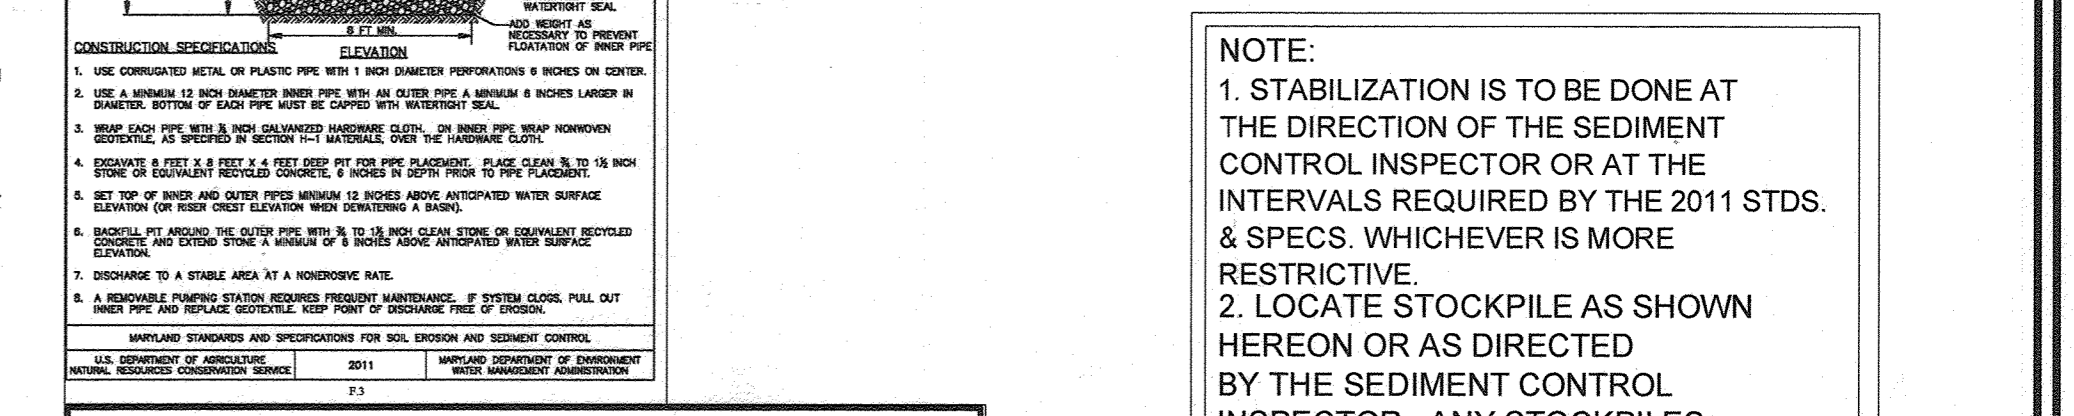 WATERTIGHT SEAL
ADD WEIGHT AS
NECESSARY TO PREVENT
FLOATATION OF INNER PIPE
8 FT MIN.
CONSTRUCTION SPECIFICATIONS
ELEVATION
1. USE CORRUGATED METAL OR PLASTIC PIPE WITH 1 INCH DIAMETER PERFORATIONS 6 INCHES ON CENTER.
2. USE A MINIMUM 12 INCH DIAMETER INNER PIPE WITH AN OUTER PIPE A MINIMUM 6 INCHES LARGER IN
DIAMETER. BOTTOM OF EACH PIPE MUST BE CAPPED WITH WATERTIGHT SEAL.
3. WRAP EACH PIPE WITH INCH GALVANIZED HARDWARE CLOTH. ON INNER PIPE WRAP NONWOVEN
GEOTEXTILE, AS SPECIFIED IN SECTION H-1 MATERIALS, OVER THE HARDWARE CLOTH.
4. EXCAVATE 8 FEET X 8 FEET X 4 FEET DEEP PIT FOR PIPE PLACEMENT. PLACE CLEAN ¾ TO 1½ INCH
STONE OR EQUIVALENT RECYCLED CONCRETE, 6 INCHES IN DEPTH PRIOR TO PIPE PLACEMENT.
5. SET TOP OF INNER AND OUTER PIPES MINIMUM 12 INCHES ABOVE ANTICIPATED WATER SURFACE
ELEVATION (OR RISER CREST ELEVATION WHEN DEWATERING A BASIN).
6. BACKFILL PIT AROUND THE OUTER PIPE WITH ¾ TO 1½ INCH CLEAN STONE OR EQUIVALENT RECYCLED
CONCRETE AND EXTEND STONE A MINIMUM OF 6 INCHES ABOVE ANTICIPATED WATER SURFACE
ELEVATION.
7. DISCHARGE TO A STABLE AREA AT A NONEROSIVE RATE.
8. A REMOVABLE PUMPING STATION REQUIRES FREQUENT MAINTENANCE. IF SYSTEM CLOGS, PULL OUT
INNER PIPE AND REPLACE GEOTEXTILE. KEEP POINT OF DISCHARGE FREE OF EROSION.
MARYLAND STANDARDS AND SPECIFICATIONS FOR SOIL EROSION AND SEDIMENT CONTROL
U.S. DEPARTMENT OF AGRICULTURE
NATURAL RESOURCES CONSERVATION SERVICE
2011
MARYLAND DEPARTMENT OF ENVIRONMENT
WATER MANAGEMENT ADMINISTRATION
F.3
NOTE:
1. STABILIZATION IS TO BE DONE AT
THE DIRECTION OF THE SEDIMENT
CONTROL INSPECTOR OR AT THE
INTERVALS REQUIRED BY THE 2011 STDS.
& SPECS. WHICHEVER IS MORE
RESTRICTIVE.
2. LOCATE STOCKPILE AS SHOWN
HEREON OR AS DIRECTED
BY THE SEDIMENT CONTROL
INSPECTOR. ANY STOCKPILES